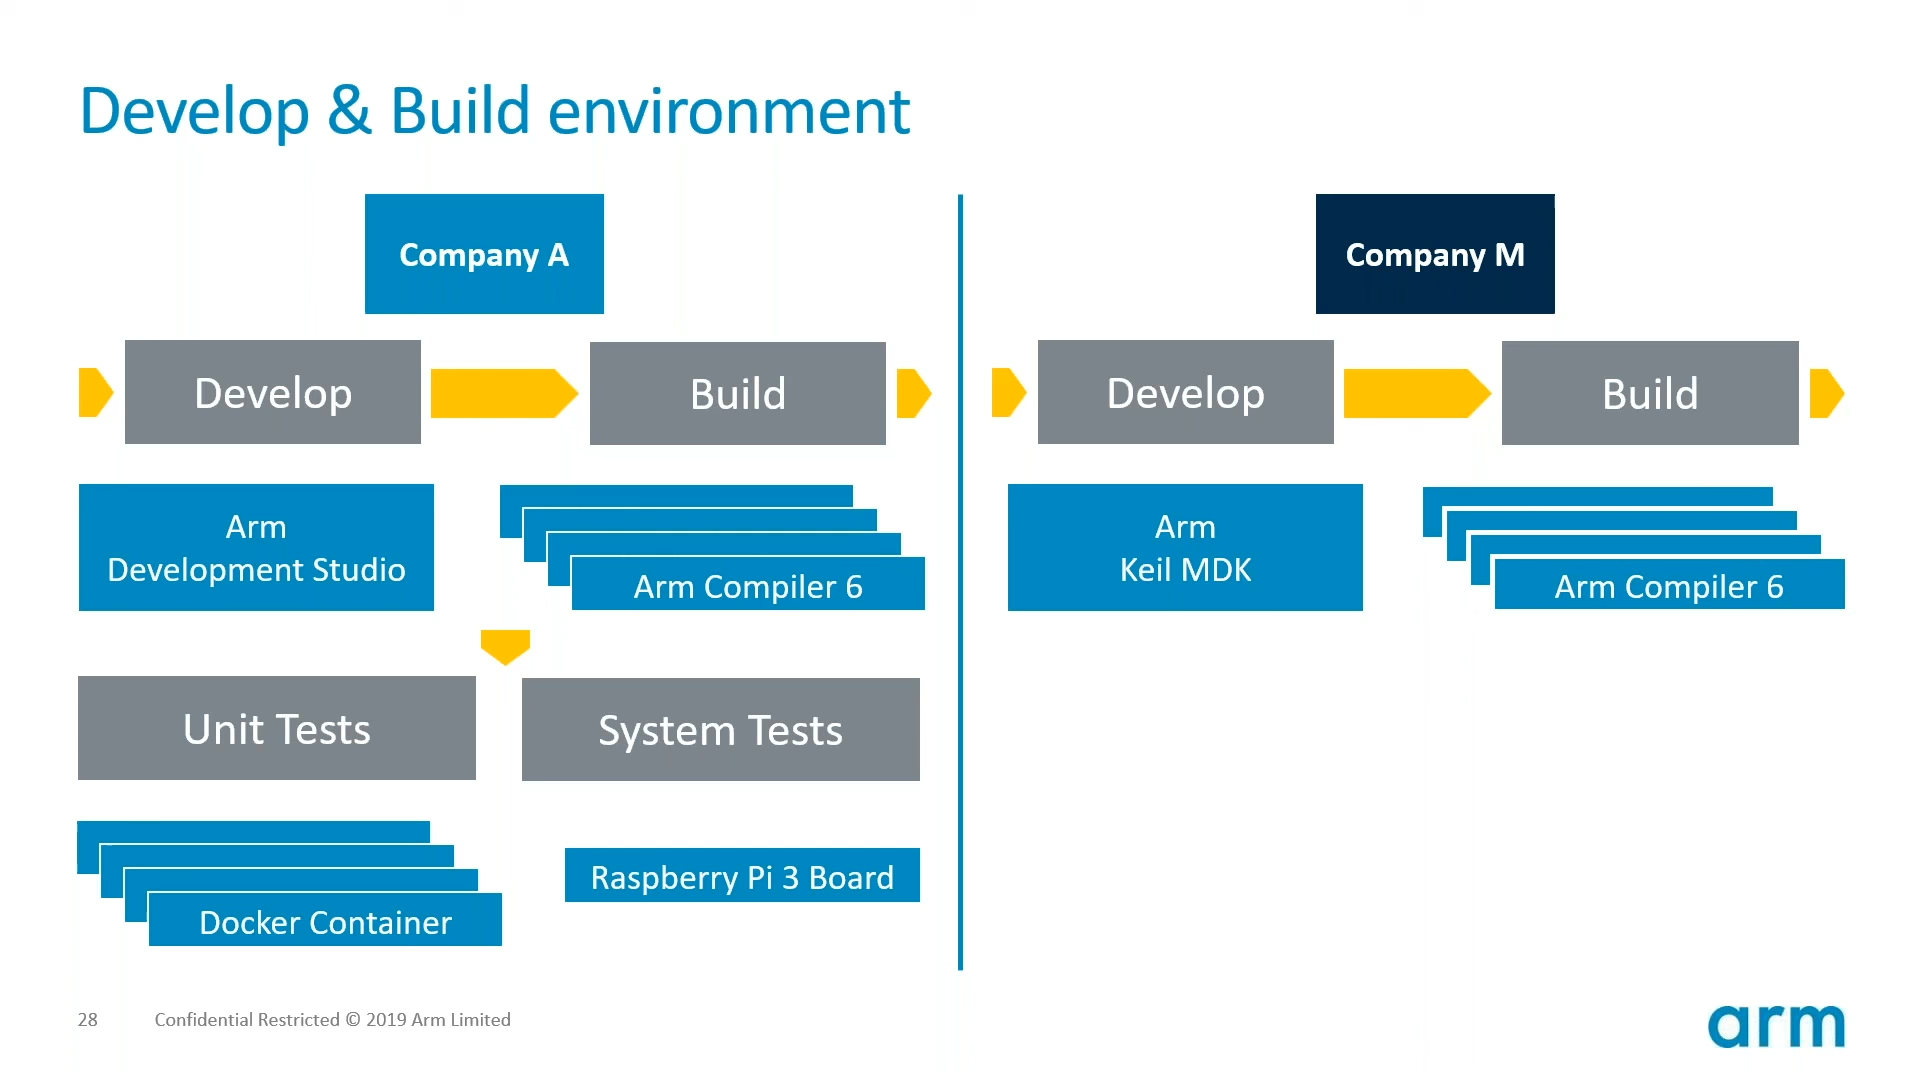 Develop & Build environment
Company A
Develop
Build
Arm
Development Studio
Arm Compiler 6
Unit Tests
System Tests
Docker Container
Raspberry Pi 3 Board
Company M
Develop
Build
Arm
Keil MDK
Arm Compiler 6
28 Confidential Restricted © 2019 Arm Limited
arm